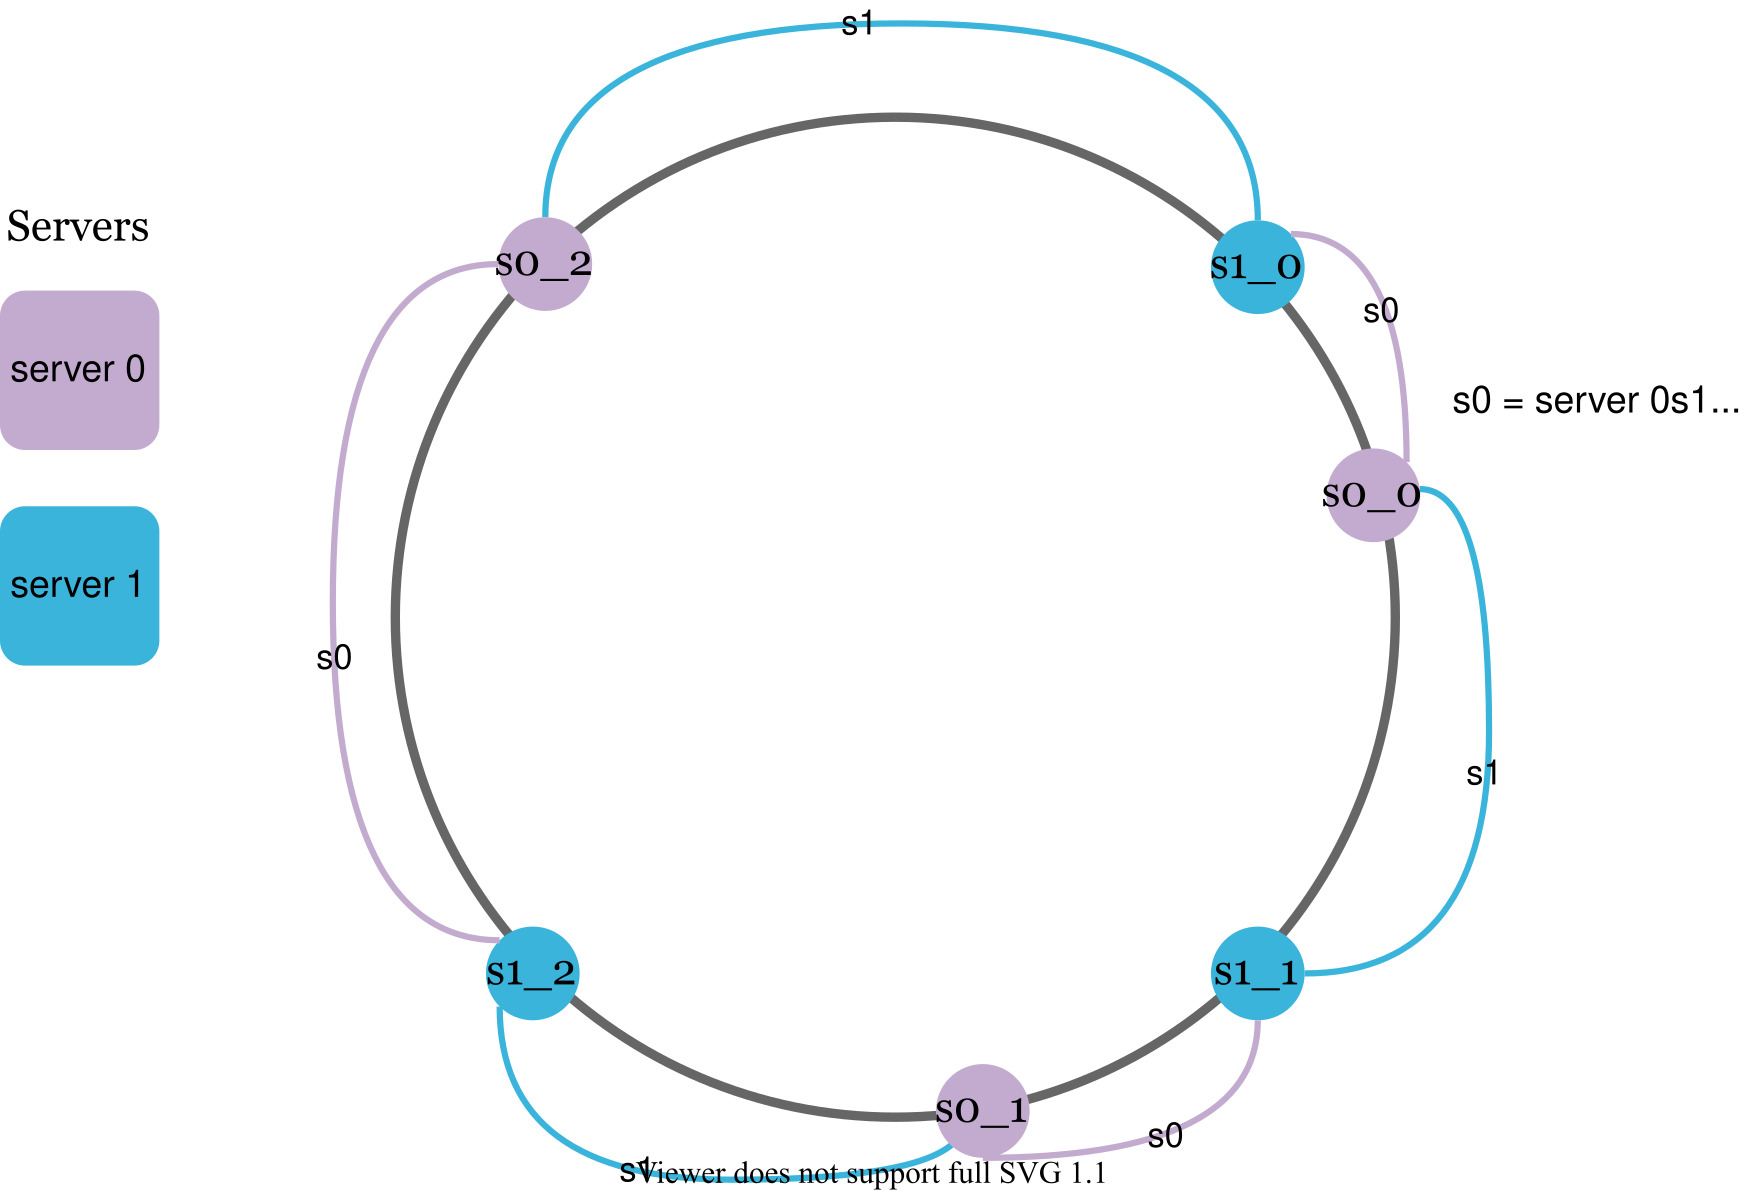 s1
Servers
s0_2
s1_0
s0
server 0
s0 = server 0s1...
s0_0
server 1
s0
s1
s1_2
s1_1
s0_1
s0
s1
Viewer does not support full SVG 1.1